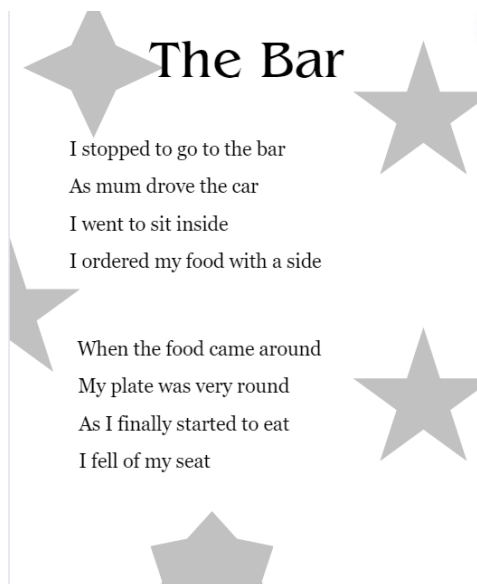 The Bar
I stopped to go to the bar
As mum drove the car
I went to sit inside
I ordered my food with a side
When the food came around
My plate was very round
As I finally started to eat
I fell of my seat